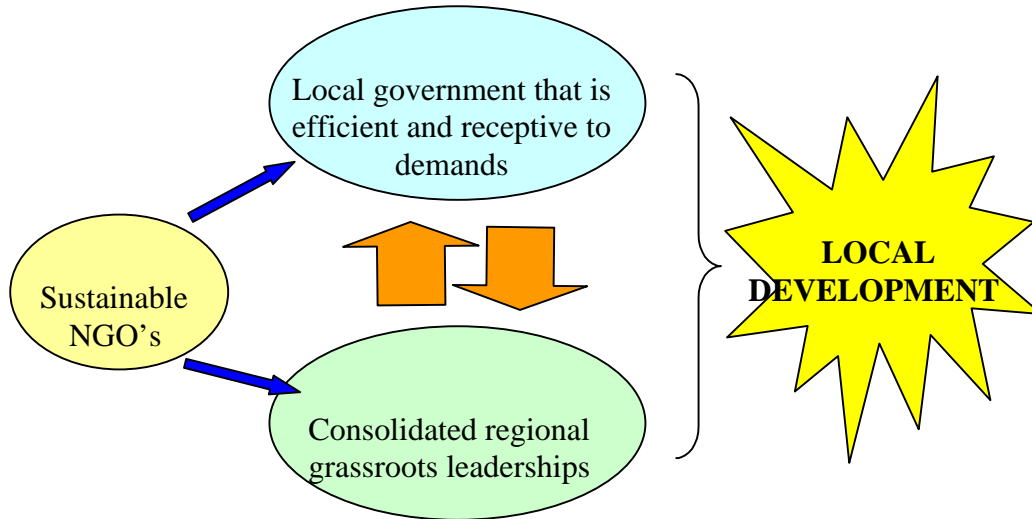 Local government that is
efficient and receptive to
demands
Sustainable
NGO’s
Consolidated regional
grassroots leaderships
LOCAL
DEVELOPMENT